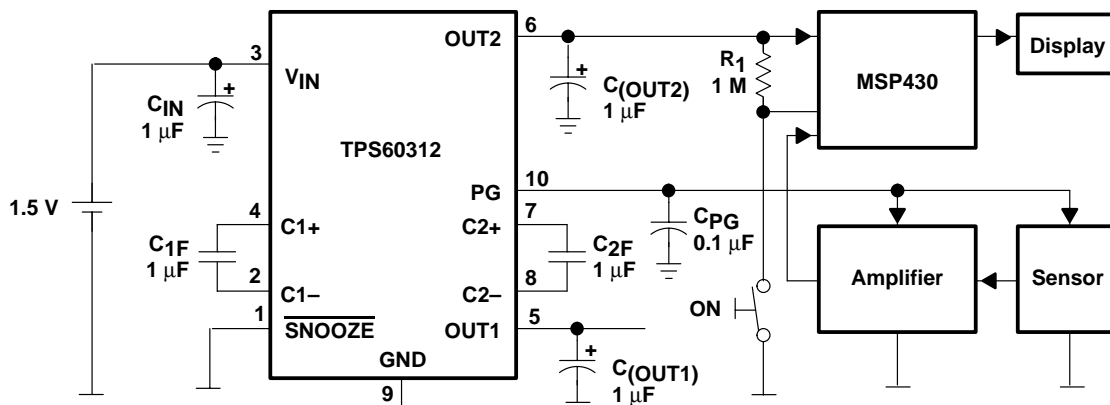 6
OUT2
3
VIN
CIN
1 μF
+
C(OUT2)
1 μF
+
R1
1 M
MSP430
Display
TPS60312
PG
10
1.5 V
4
C1+
C2+
7
CPG
0.1 μF
C1F
1 μF
C2F
1 μF
Amplifier
Sensor
2
C1–
C2–
8
1
SNOOZE
OUT1
5
ON
GND
9
+
C(OUT1)
1 μF